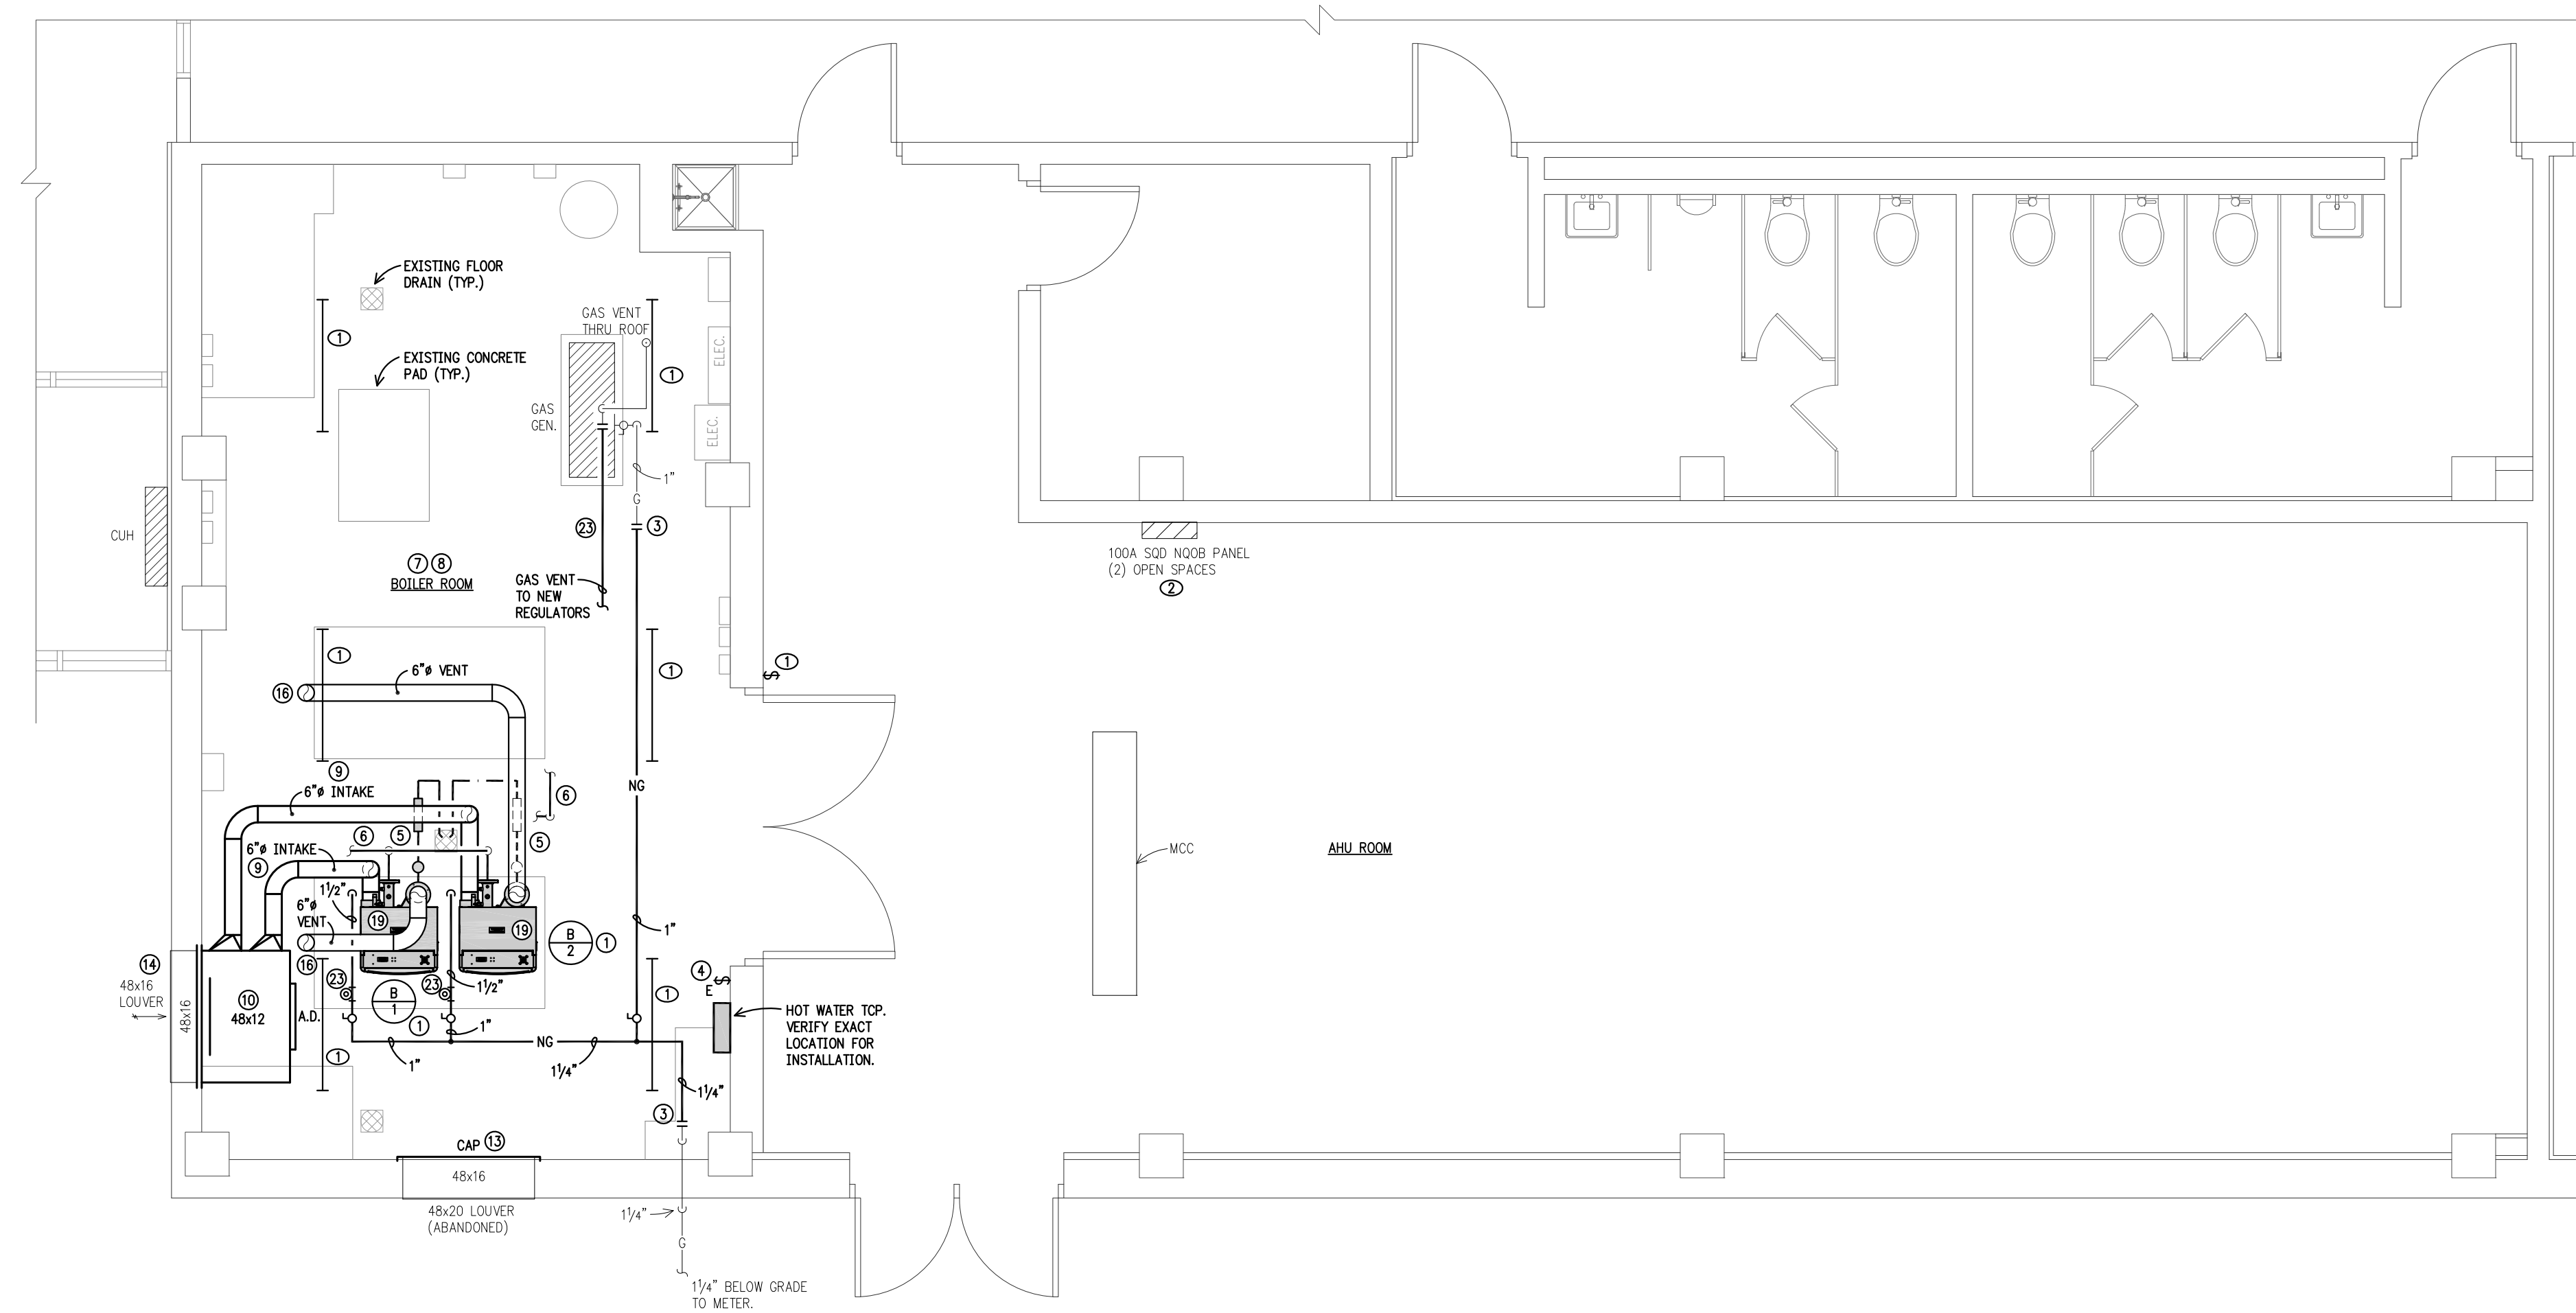 EXISTING FLOOR
DRAIN (TYP.)
GAS VENT
THRU ROOF
1
EXISTING CONCRETE
PAD (TYP.)
1
ELEC.
GAS
GEN.
ELEC.
1"
G
CUH
23
3
100A SQD NQOB PANEL
(2) OPEN SPACES
2
7 8
BOILER ROOM
GAS VENT
TO NEW
REGULATORS
1
1
1
6"ø VENT
16
$
9
6"ø INTAKE
NG
6
6
5
5
6"ø INTAKE
9
MCC
AHU ROOM
1½"
6"ø
VENT
19
19
B
2
1
1"
14
48x16
LOUVER
16
23
23
1½"
4
$
E
48x16
10
48x12
A.D.
B
1
1
1
HOT WATER TCP.
VERIFY EXACT
LOCATION FOR
INSTALLATION.
1"
NG
1
1"
1¼"
1¼"
3
CAP 13
48x16
48x20 LOUVER
(ABANDONED)
1¼"
G
1¼" BELOW GRADE
TO METER.